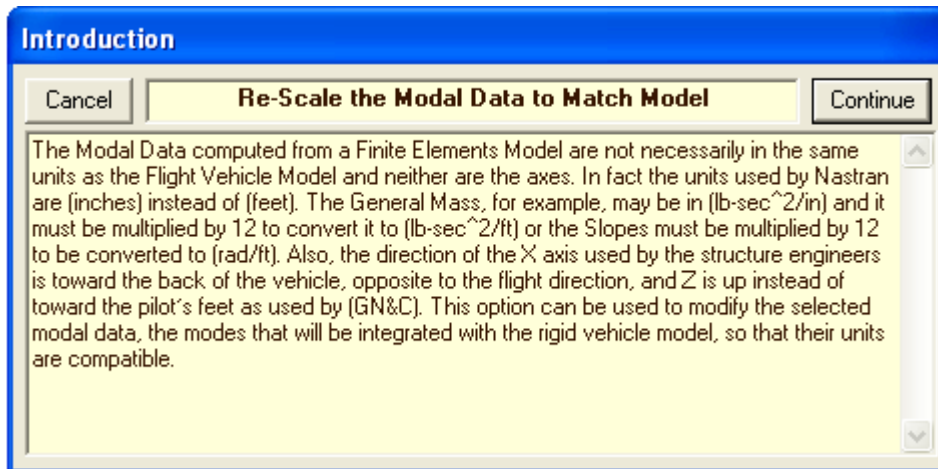 Introduction
Cancel
Re-Scale the Modal Data to Match Model
Continue
The Modal Data computed from a Finite Elements Model are not necessarily in the same
units as the Flight Vehicle Model and neither are the axes. In fact the units used by Nastran
are (inches) instead of (feet). The General Mass, for example, may be in (lb-sec^2/in) and it
must be multiplied by 12 to convert it to (lb-sec^2/ft) or the Slopes must be multiplied by 12
to be converted to (rad/ft). Also, the direction of the X axis used by the structure engineers
is toward the back of the vehicle, opposite to the flight direction, and Z is up instead of
toward the pilot's feet as used by (GN&C). This option can be used to modify the selected
modal data, the modes that will be integrated with the rigid vehicle model, so that their units
are compatible.